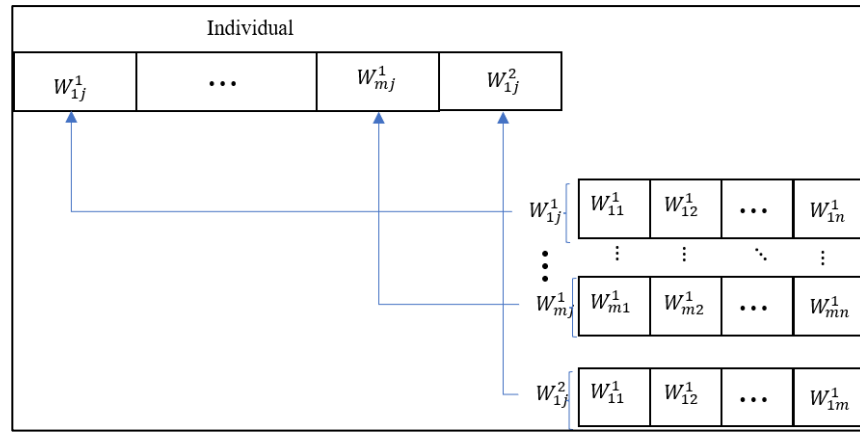 Individual
W^1_{1j} ... W^1_{mj} W^2_{1j}
W^1_{1j} W^1_{11} W^1_{12} ... W^1_{1n}
⋮ ⋮ ⋮ ⋱ ⋮
W^1_{mj} W^1_{m1} W^1_{m2} ... W^1_{mn}
W^2_{1j} W^1_{11} W^1_{12} ... W^1_{1m}